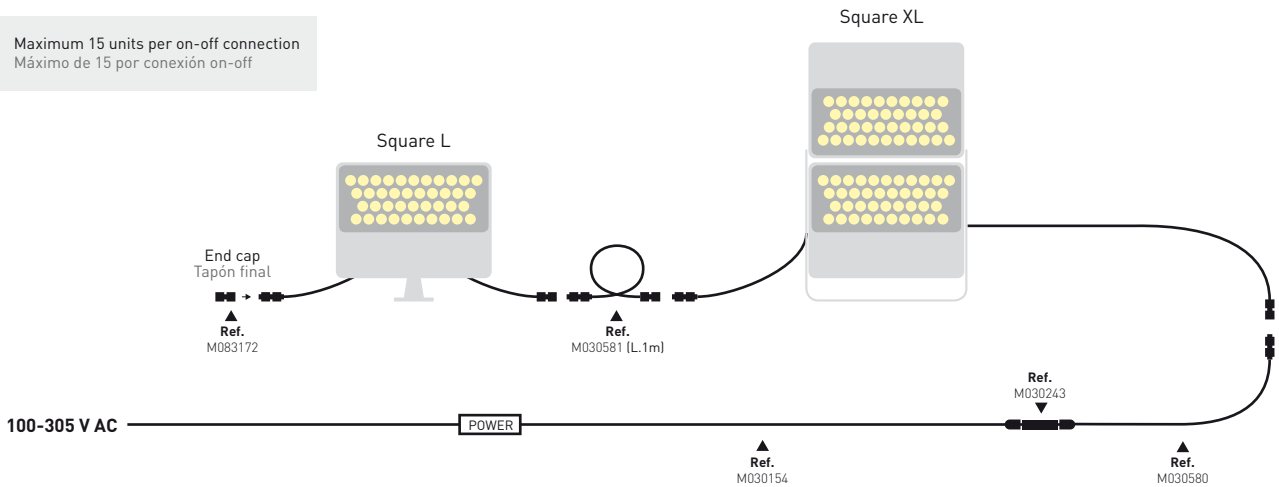 Square XL
Maximum 15 units per on-off connection
Máximo de 15 por conexión on-off
Square L
End cap
Tapón final
Ref.
M083172
Ref.
M030581 (L.1m)
Ref.
M030243
100-305 V AC
POWER
Ref.
M030154
Ref.
M030580